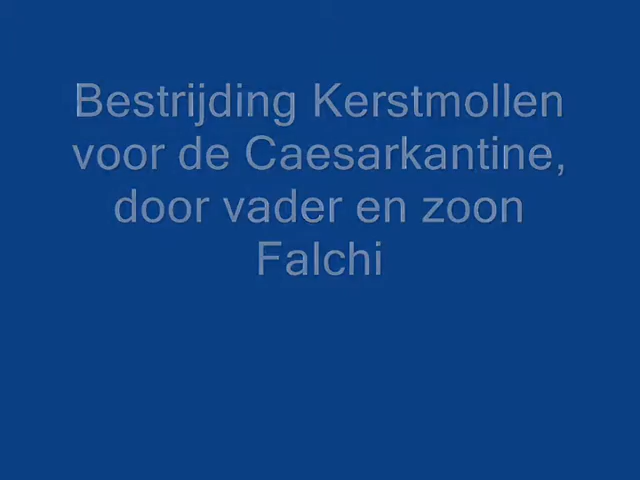 Bestrijding Kerstmollen
voor de Caesarkantine,
door vader en zoon
Falchi